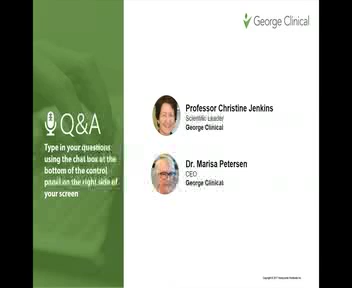 George Clinical
Q&A
Type in your questions
using the chat box at the
bottom of the control
panel on the right side of
your screen
Professor Christine Jenkins
Scientific Leader
George Clinical
Dr. Marisa Petersen
CEO
George Clinical